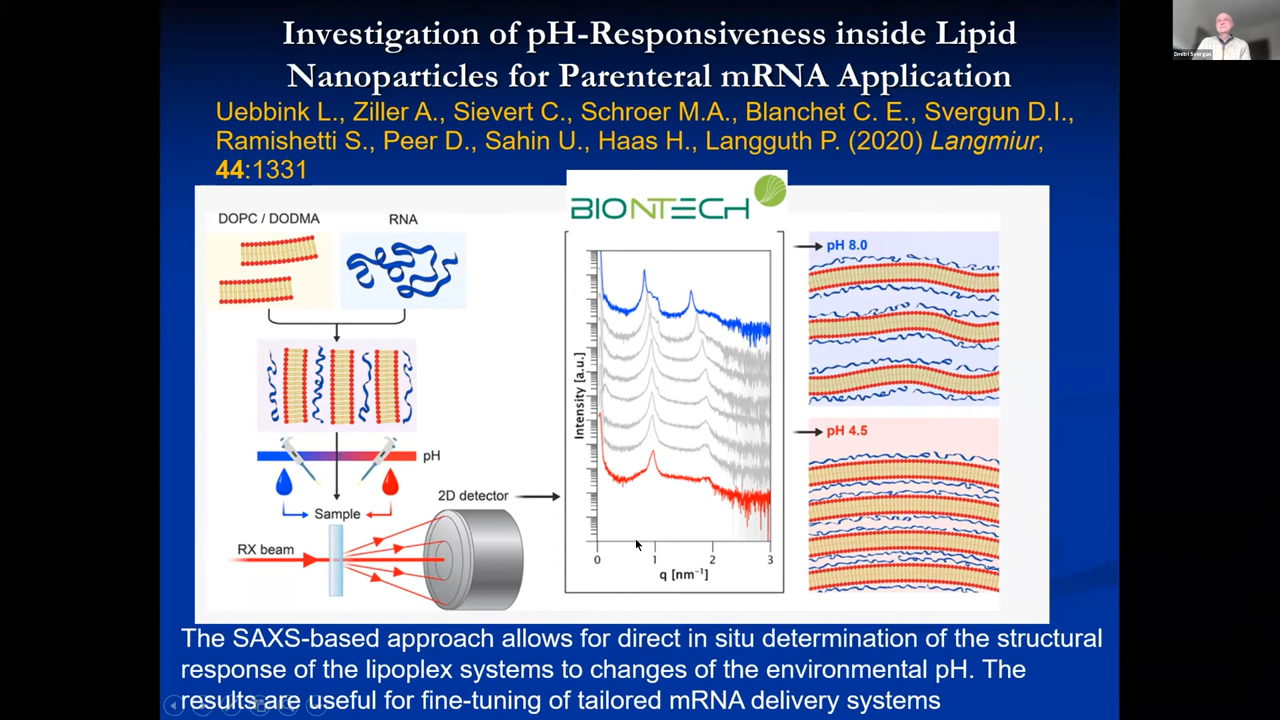 Investigation of pH-Responsiveness inside Lipid
Nanoparticles for Parenteral mRNA Application
Dmitri Svergun
Uebbink L., Ziller A., Sievert C., Schroer M.A., Blanchet C. E., Svergun D.I.,
Ramishetti S., Peer D., Sahin U., Haas H., Langguth P. (2020) Langmiur,
44:1331
BIONTECH
DOPC / DODMA
RNA
pH
Sample
2D detector
RX beam
Intensity [a.u.]
0
1
2
3
q [nm⁻¹]
pH 8.0
pH 4.5
The SAXS-based approach allows for direct in situ determination of the structural
response of the lipoplex systems to changes of the environmental pH. The
results are useful for fine-tuning of tailored mRNA delivery systems